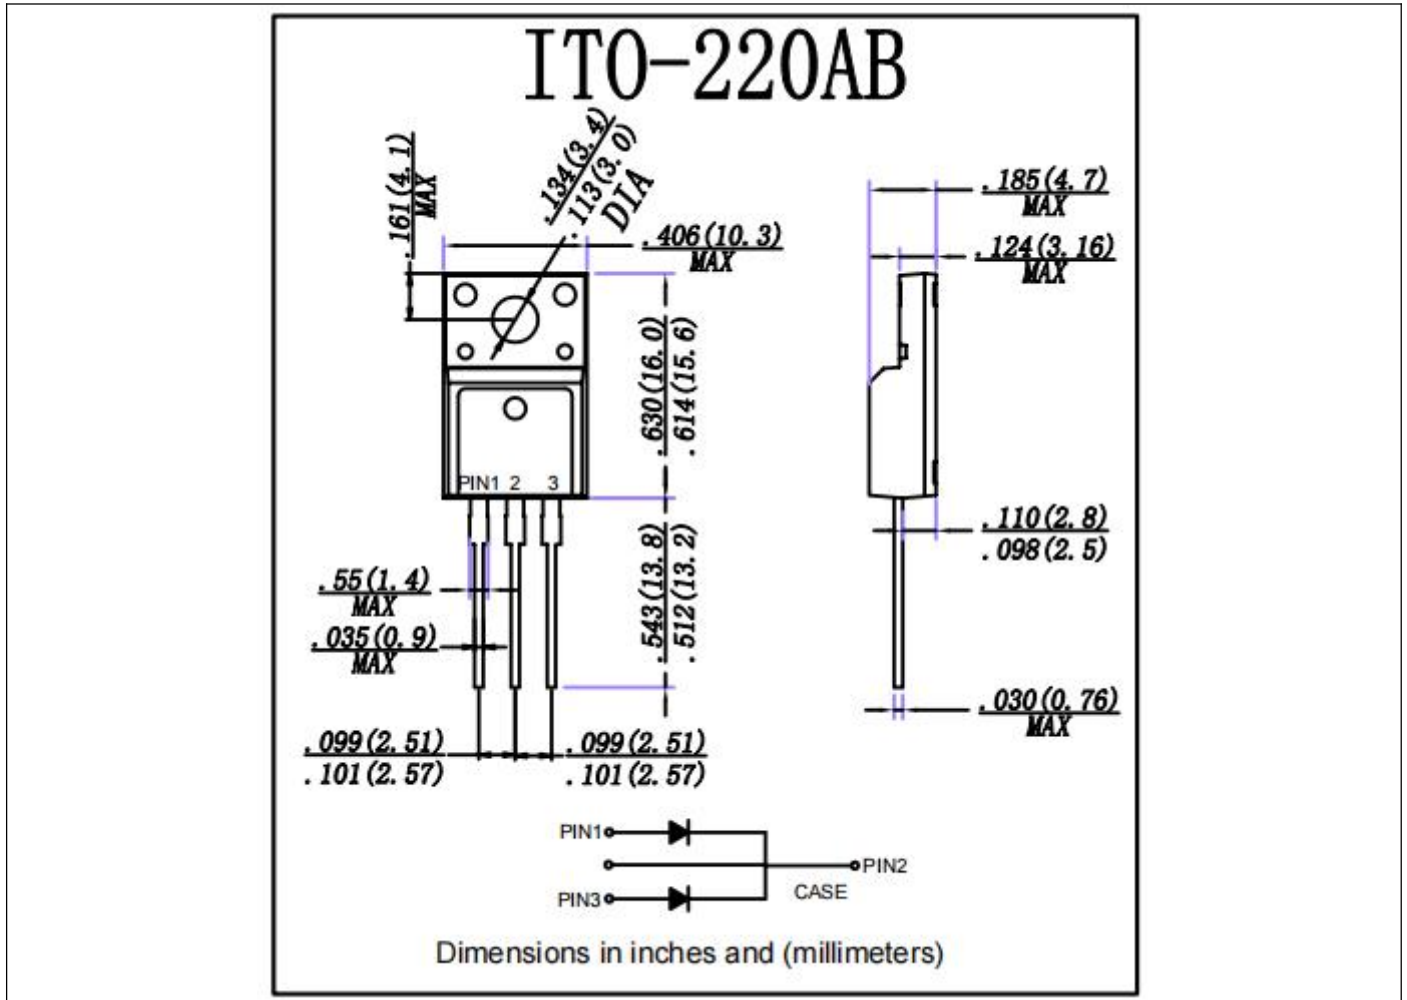 ITO-220AB
.161(4.1)
MAX
.134(3.4)
.113(3.0)
DIA
.406(10.3)
MAX
.185(4.7)
MAX
.124(3.16)
MAX
.630(16.0)
.614(15.6)
PIN1 2 3
.110(2.8)
.098(2.5)
.543(13.8)
.512(13.2)
.55(1.4)
MAX
.035(0.9)
MAX
.030(0.76)
MAX
.099(2.51)
.101(2.57)
.099(2.51)
.101(2.57)
PIN1
PIN2
CASE
PIN3
Dimensions in inches and (millimeters)